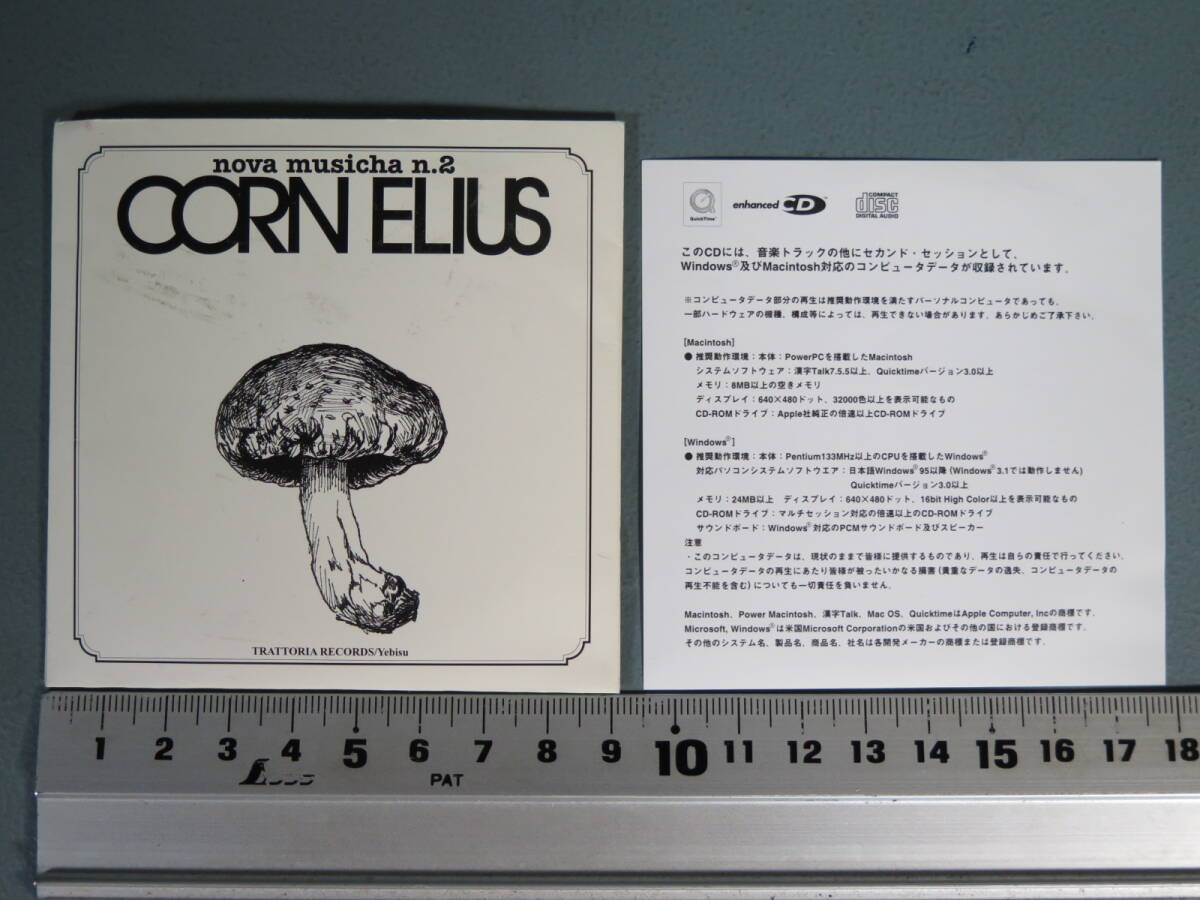 nova musicha n.2
CORN ELIUS
TRATTORIA RECORDS/Yebisu
QuickTime™
enhanced CD™
COMPACT
disc
DIGITAL AUDIO
このCDには、音楽トラックの他にセカンド・セッションとして、
Windows®及びMacintosh対応のコンピュータデータが収録されています。
※コンピュータデータ部分の再生は推奨動作環境を満たすパーソナルコンピュータであっても、
一部ハードウェアの機種、構成等によっては、再生できない場合があります。あらかじめご了承下さい。
[Macintosh]
●推奨動作環境：本体：PowerPCを搭載したMacintosh
システムソフトウェア：漢字Talk7.5.5以上、Quicktimeバージョン3.0以上
メモリ：8MB以上の空きメモリ
ディスプレイ：640×480ドット、32000色以上を表示可能なもの
CD-ROMドライブ：Apple社純正の倍速以上CD-ROMドライブ
[Windows®]
●推奨動作環境：本体：Pentium133MHz以上のCPUを搭載したWindows®
対応パソコンシステムソフトウエア：日本語Windows®95以降(Windows®3.1では動作しません)
Quicktimeバージョン3.0以上
メモリ：24MB以上 ディスプレイ：640×480ドット、16bit High Color以上を表示可能なもの
CD-ROMドライブ：マルチセッション対応の倍速以上のCD-ROMドライブ
サウンドボード：Windows®対応のPCMサウンドボード及びスピーカー
注意
・このコンピュータデータは、現状のままで皆様に提供するものであり、再生は自らの責任で行ってください。
コンピュータデータの再生にあたり皆様が被ったいかなる損害(貴重なデータの逸失、コンピュータデータの
再生不能を含む)についても一切責任を負いません。
Macintosh、Power Macintosh、漢字Talk、Mac OS、QuicktimeはApple Computer, Incの商標です。
Microsoft, Windows®は米国Microsoft Corporationの米国およびその他の国における登録商標です。
その他のシステム名、製品名、商品名、社名は各開発メーカーの商標または登録商標です。
1 2 3 4 5 6 7 8 9 10 11 12 13 14 15 16 17 18
PAT